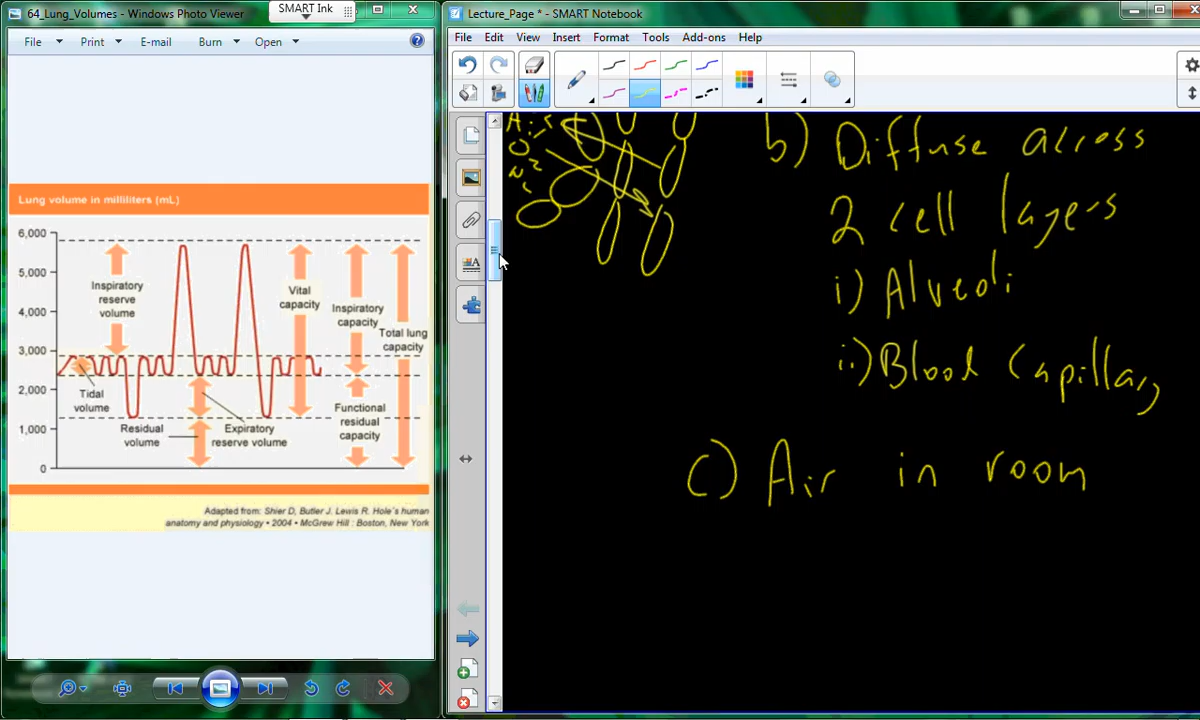 64_Lung_Volumes - Windows Photo Viewer
SMART Ink
File Print E-mail Burn Open
Lung volume in milliliters (mL)
6,000
5,000
4,000
3,000
2,000
1,000
0
Inspiratory
reserve
volume
Tidal
volume
Residual
volume
Expiratory
reserve volume
Vital
capacity
Inspiratory
capacity
Functional
residual
capacity
Total lung
capacity
Adapted from: Shier D, Butler J. Lewis R. Hole's human
anatomy and physiology • 2004 • McGrew Hill : Boston, New York
Lecture_Page * - SMART Notebook
File Edit View Insert Format Tools Add-ons Help
Air
O2
N2
b) Diffuse across
2 cell layers
i) Alveoli
ii) Blood Capillary
c) Air in room